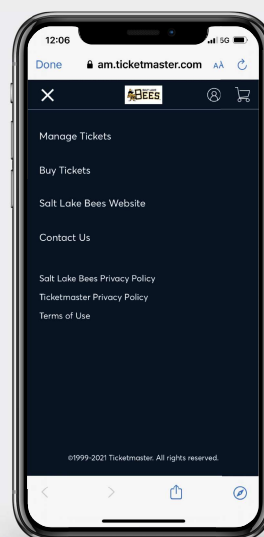 12:06
5G
Done
am.ticketmaster.com
AA
BEES
Manage Tickets
Buy Tickets
Salt Lake Bees Website
Contact Us
Salt Lake Bees Privacy Policy
Ticketmaster Privacy Policy
Terms of Use
©1999-2021 Ticketmaster. All rights reserved.